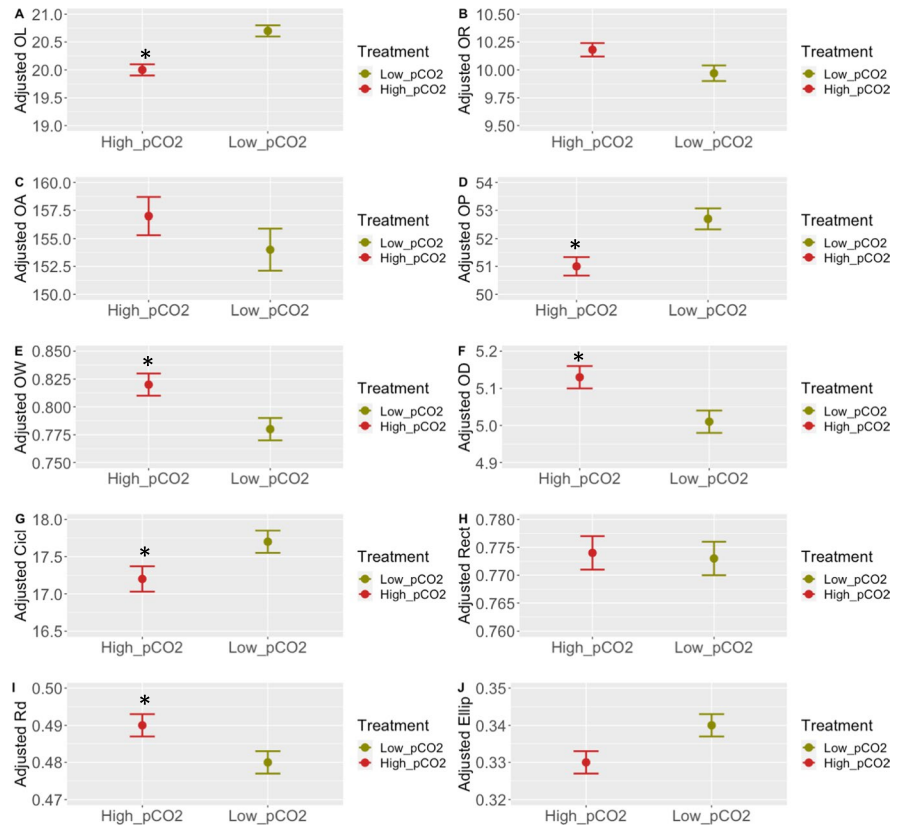 A
Adjusted OL
21.0
20.5
20.0
19.5
19.0
*
High_pCO2 Low_pCO2
Treatment
Low_pCO2
High_pCO2
B
Adjusted OR
10.50
10.25
10.00
9.75
9.50
High_pCO2 Low_pCO2
Treatment
Low_pCO2
High_pCO2
C
Adjusted OA
160.0
157.5
155.0
152.5
150.0
High_pCO2 Low_pCO2
Treatment
Low_pCO2
High_pCO2
D
Adjusted OP
54
53
52
51
50
*
High_pCO2 Low_pCO2
Treatment
Low_pCO2
High_pCO2
E
Adjusted OW
0.850
0.825
0.800
0.775
0.750
*
High_pCO2 Low_pCO2
Treatment
Low_pCO2
High_pCO2
F
Adjusted OD
5.2
5.1
5.0
4.9
*
High_pCO2 Low_pCO2
Treatment
Low_pCO2
High_pCO2
G
Adjusted Cicl
18.0
17.5
17.0
16.5
*
High_pCO2 Low_pCO2
Treatment
Low_pCO2
High_pCO2
H
Adjusted Rect
0.780
0.775
0.770
0.765
0.760
High_pCO2 Low_pCO2
Treatment
Low_pCO2
High_pCO2
I
Adjusted Rd
0.50
0.49
0.48
0.47
*
High_pCO2 Low_pCO2
Treatment
Low_pCO2
High_pCO2
J
Adjusted Ellip
0.35
0.34
0.33
0.32
High_pCO2 Low_pCO2
Treatment
Low_pCO2
High_pCO2